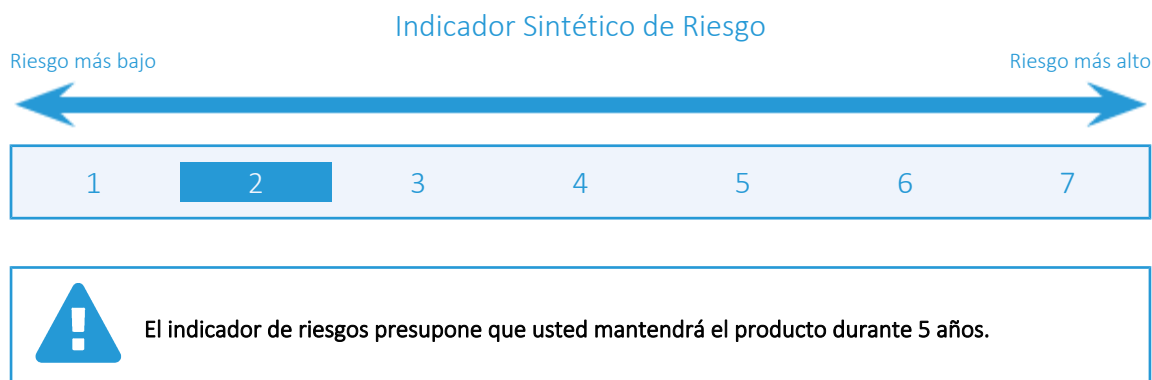 Indicador Sintético de Riesgo
Riesgo más bajo Riesgo más alto
1 2 3 4 5 6 7
El indicador de riesgos presupone que usted mantendrá el producto durante 5 años.